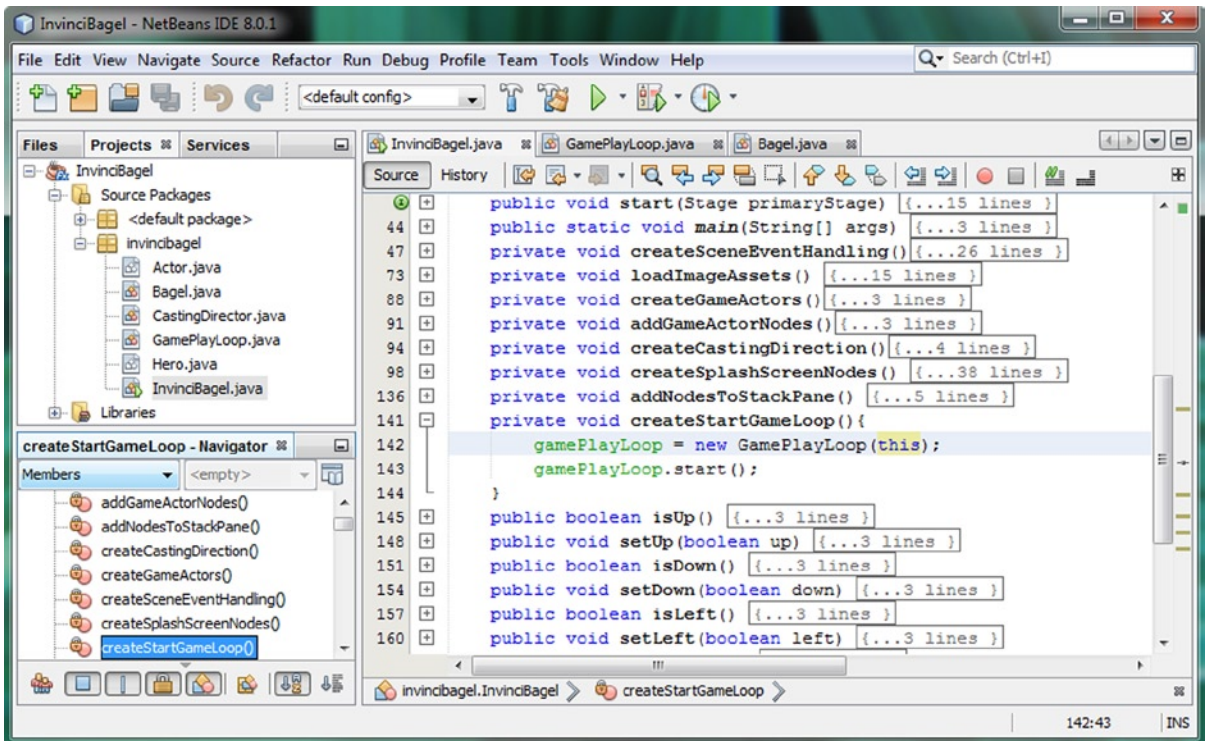 InvinciBagel - NetBeans IDE 8.0.1
File Edit View Navigate Source Refactor Run Debug Profile Team Tools Window Help
Search (Ctrl+I)
<default config>
Files Projects Services
InvinciBagel
Source Packages
<default package>
invincibagel
Actor.java
Bagel.java
CastingDirector.java
GamePlayLoop.java
Hero.java
InvinciBagel.java
Libraries
createStartGameLoop - Navigator
Members <empty>
addGameActorNodes()
addNodesToStackPane()
createCastingDirection()
createGameActors()
createSceneEventHandling()
createSplashScreenNodes()
createStartGameLoop()
InvinciBagel.java GamePlayLoop.java Bagel.java
Source History
public void start(Stage primaryStage) {...15 lines }
44 public static void main(String[] args) {...3 lines }
47 private void createSceneEventHandling() {...26 lines }
73 private void loadImageAssets() {...15 lines }
88 private void createGameActors() {...3 lines }
91 private void addGameActorNodes() {...3 lines }
94 private void createCastingDirection() {...4 lines }
98 private void createSplashScreenNodes() {...38 lines }
136 private void addNodesToStackPane() {...5 lines }
141 private void createStartGameLoop(){
142 gamePlayLoop = new GamePlayLoop(this);
143 gamePlayLoop.start();
144 }
145 public boolean isUp() {...3 lines }
148 public void setUp(boolean up) {...3 lines }
151 public boolean isDown() {...3 lines }
154 public void setDown(boolean down) {...3 lines }
157 public boolean isLeft() {...3 lines }
160 public void setLeft(boolean left) {...3 lines }
invincibagel.InvinciBagel createStartGameLoop
142:43 INS